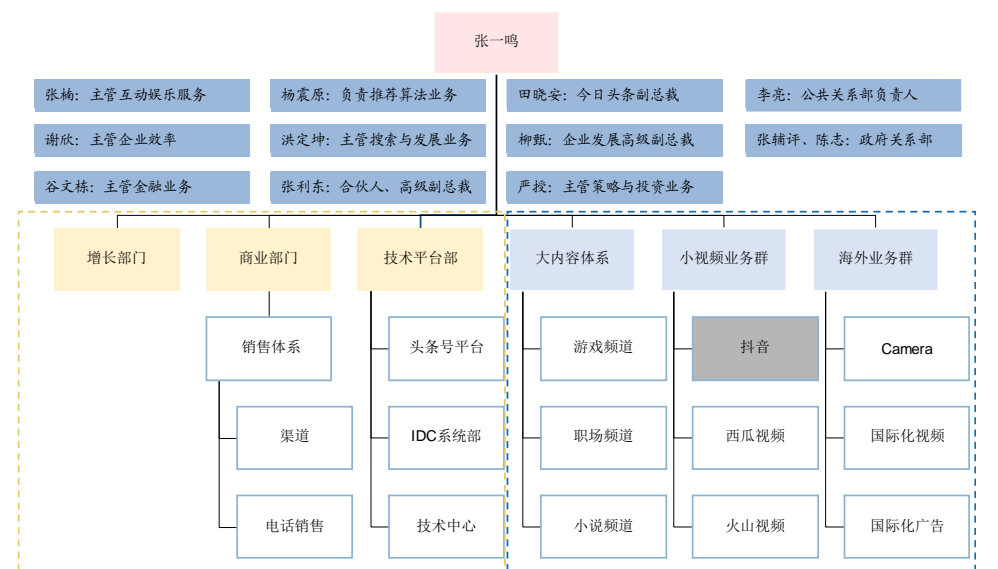 张一鸣
张楠：主管互动娱乐服务
杨震原：负责推荐算法业务
田晓安：今日头条副总裁
李亮：公共关系部负责人
谢欣：主管企业效率
洪定坤：主管搜索与发展业务
柳甄：企业发展高级副总裁
张辅评、陈志：政府关系部
谷文栋：主管金融业务
张利东：合伙人、高级副总裁
严授：主管策略与投资业务
增长部门
商业部门
技术平台部
大内容体系
小视频业务群
海外业务群
销售体系
头条号平台
游戏频道
抖音
Camera
渠道
IDC系统部
职场频道
西瓜视频
国际化视频
电话销售
技术中心
小说频道
火山视频
国际化广告